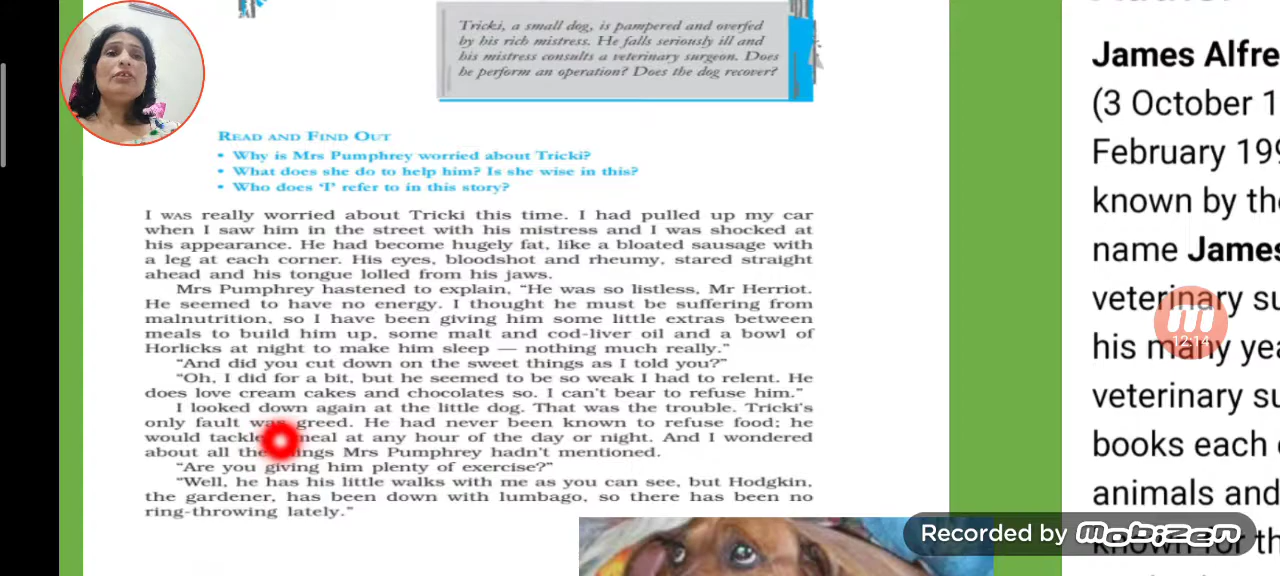 Tricki, a small dog, is pampered and overfed
by his rich mistress. He falls seriously ill and
his mistress consults a veterinary surgeon. Does
he perform an operation? Does the dog recover?
READ AND FIND OUT
• Why is Mrs Pumphrey worried about Tricki?
• What does she do to help him? Is she wise in this?
• Who does ‘I’ refer to in this story?
I WAS really worried about Tricki this time. I had pulled up my car
when I saw him in the street with his mistress and I was shocked at
his appearance. He had become hugely fat, like a bloated sausage with
a leg at each corner. His eyes, bloodshot and rheumy, stared straight
ahead and his tongue lolled from his jaws.
Mrs Pumphrey hastened to explain, “He was so listless, Mr Herriot.
He seemed to have no energy. I thought he must be suffering from
malnutrition, so I have been giving him some little extras between
meals to build him up, some malt and cod-liver oil and a bowl of
Horlicks at night to make him sleep — nothing much really.”
“And did you cut down on the sweet things as I told you?”
“Oh, I did for a bit, but he seemed to be so weak I had to relent. He
does love cream cakes and chocolates so. I can’t bear to refuse him.”
I looked down again at the little dog. That was the trouble. Tricki’s
only fault was greed. He had never been known to refuse food; he
would tackle meal at any hour of the day or night. And I wondered
about all the things Mrs Pumphrey hadn’t mentioned.
“Are you giving him plenty of exercise?”
“Well, he has his little walks with me as you can see, but Hodgkin,
the gardener, has been down with lumbago, so there has been no
ring-throwing lately.”
James Alfre
(3 October 1
February 199
known by the
name James
veterinary su
his many yea
veterinary su
books each
animals and
known for th
12:14
Recorded by MOBIZEN